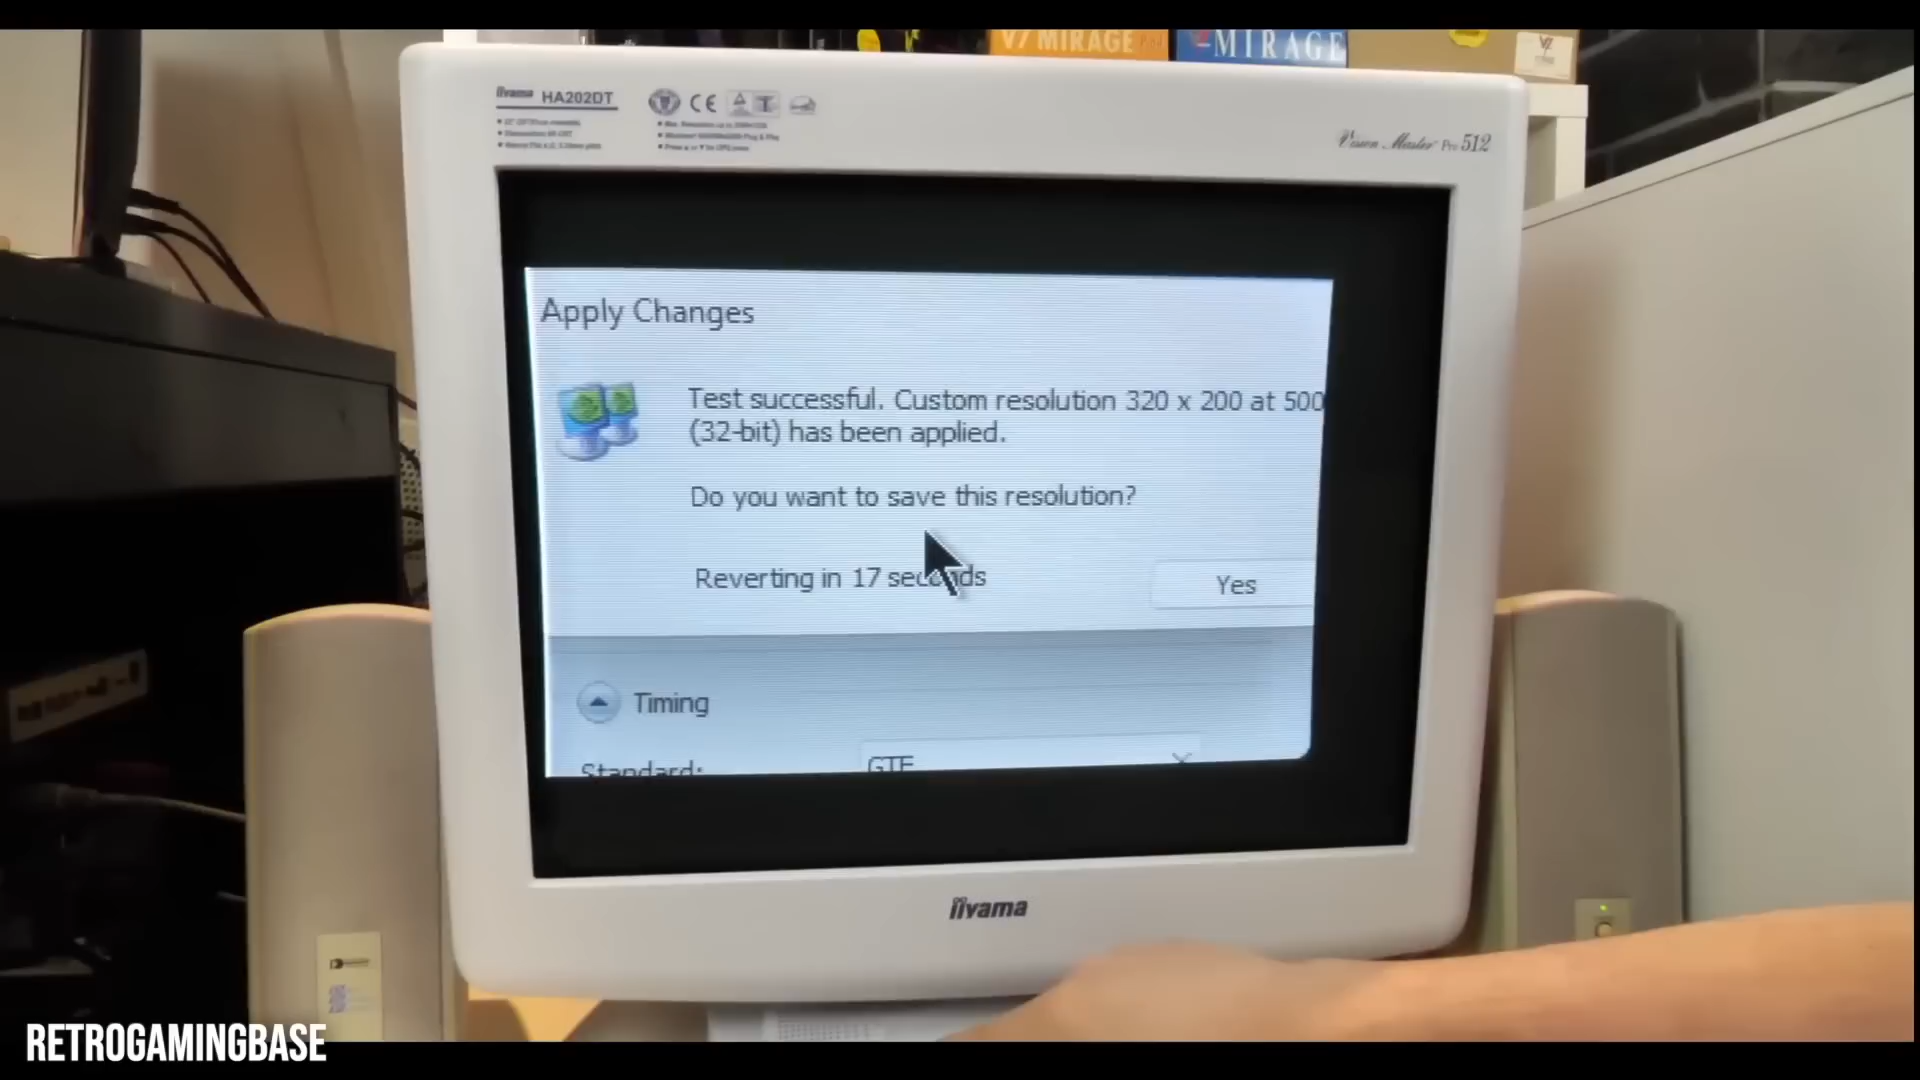 V7 MIRAGE
MIRAGE
iiyama HA202DT
CE
Vision Master Pro 512
Apply Changes
Test successful. Custom resolution 320 x 200 at 500
(32-bit) has been applied.
Do you want to save this resolution?
Reverting in 17 seconds
Yes
Timing
Standard:
GTF
iiyama
RETROGAMINGBASE